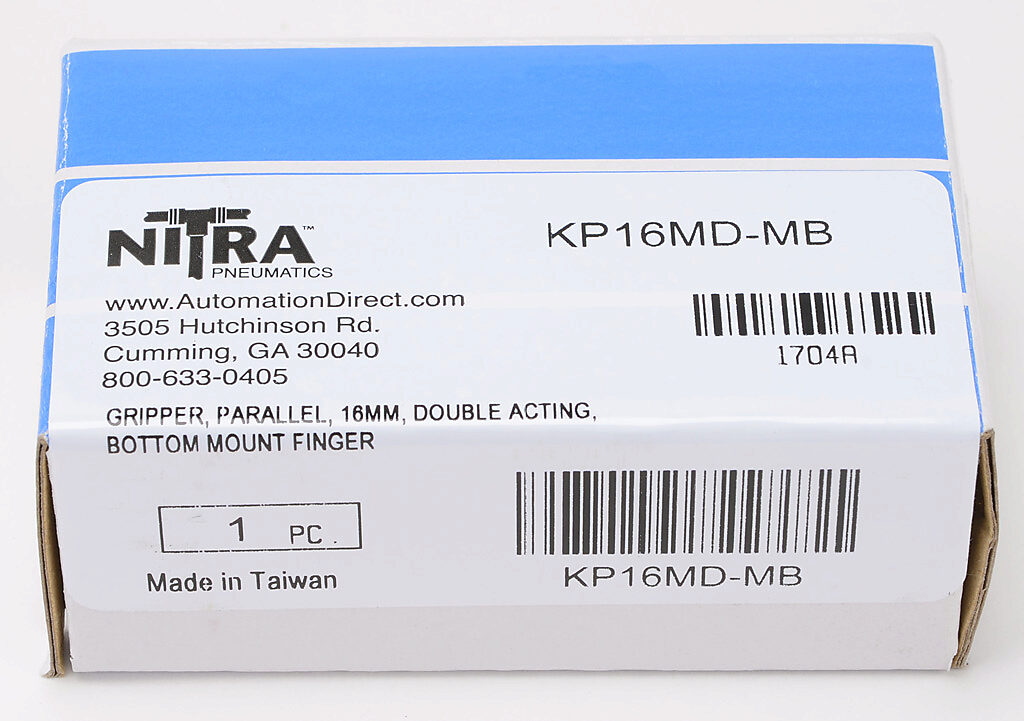 NITRA™
PNEUMATICS
KP16MD-MB
www.AutomationDirect.com
3505 Hutchinson Rd.
Cumming, GA 30040
800-633-0405
1704A
GRIPPER, PARALLEL, 16MM, DOUBLE ACTING,
BOTTOM MOUNT FINGER
1 PC.
Made in Taiwan
KP16MD-MB